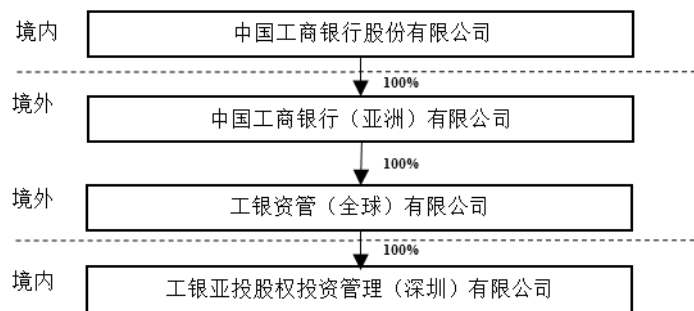 境内
中国工商银行股份有限公司
100%
境外
中国工商银行（亚洲）有限公司
100%
境外
工银资管（全球）有限公司
100%
境内
工银亚投股权投资管理（深圳）有限公司